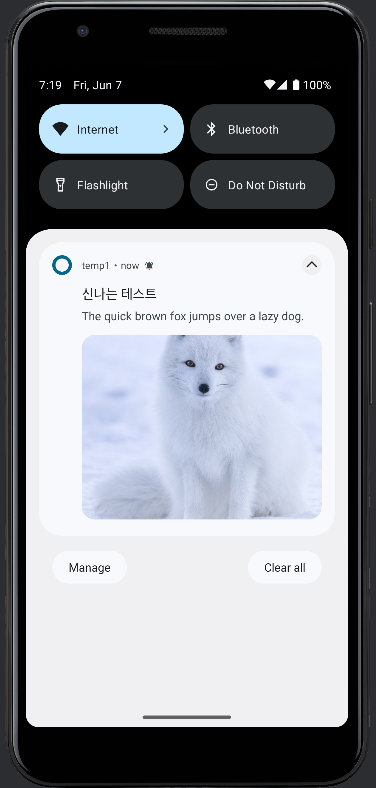 7:19 Fri, Jun 7 100%
Internet Bluetooth
Flashlight Do Not Disturb
temp1 • now
신나는 테스트
The quick brown fox jumps over a lazy dog.
Manage Clear all